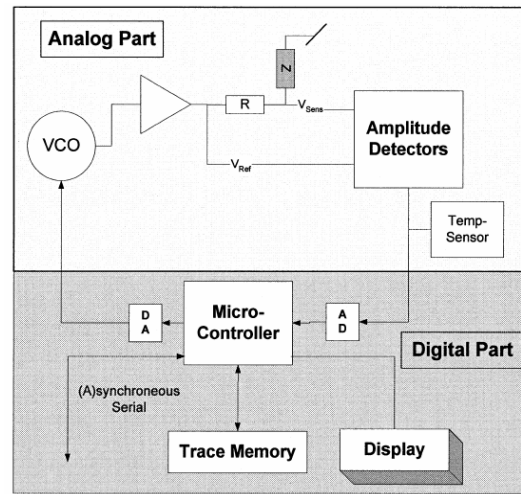 Analog Part
Z
R
V_Sens
VCO
Amplitude
Detectors
V_Ref
Temp-
Sensor
D
A
Micro-
Controller
A
D
Digital Part
(A)synchroneous
Serial
Trace Memory
Display